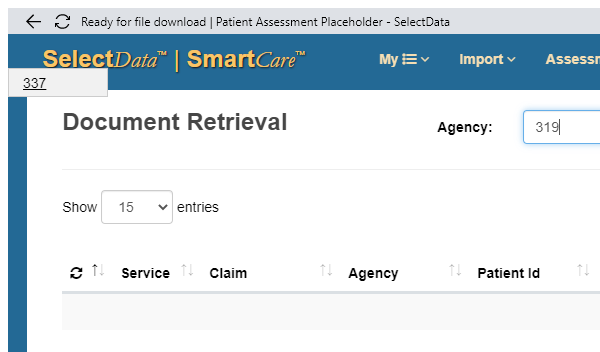 Ready for file download | Patient Assessment Placeholder - SelectData
SelectData™ | SmartCare™ My Import Assessm
337
Document Retrieval Agency: 319
Show 15 entries
Service Claim Agency Patient Id